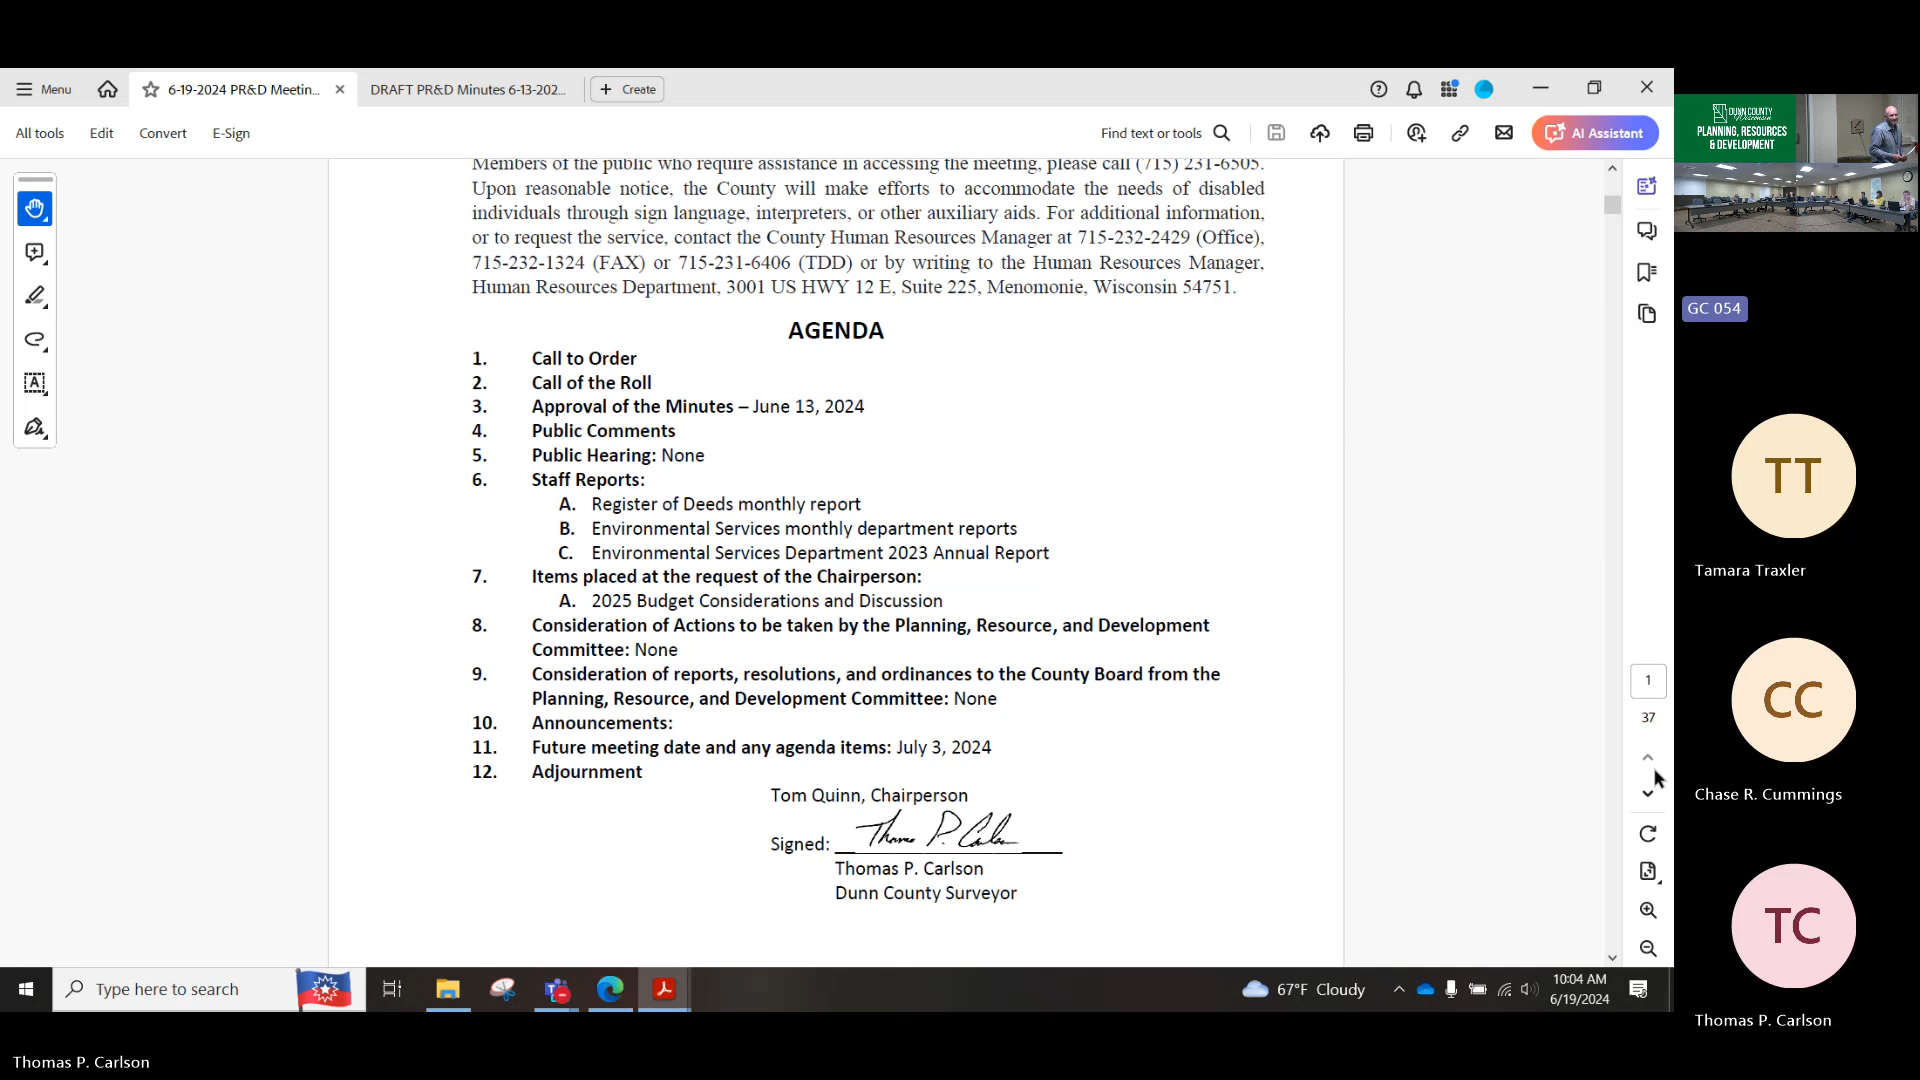 Menu
6-19-2024 PR&D Meetin...
DRAFT PR&D Minutes 6-13-202...
Create
All tools
Edit
Convert
E-Sign
Find text or tools
AI Assistant
Members of the public who require assistance in accessing the meeting, please call (715) 231-6505.
Upon reasonable notice, the County will make efforts to accommodate the needs of disabled
individuals through sign language, interpreters, or other auxiliary aids. For additional information,
or to request the service, contact the County Human Resources Manager at 715-232-2429 (Office),
715-232-1324 (FAX) or 715-231-6406 (TDD) or by writing to the Human Resources Manager,
Human Resources Department, 3001 US HWY 12 E, Suite 225, Menomonie, Wisconsin 54751.
AGENDA
1. Call to Order
2. Call of the Roll
3. Approval of the Minutes – June 13, 2024
4. Public Comments
5. Public Hearing: None
6. Staff Reports:
A. Register of Deeds monthly report
B. Environmental Services monthly department reports
C. Environmental Services Department 2023 Annual Report
7. Items placed at the request of the Chairperson:
A. 2025 Budget Considerations and Discussion
8. Consideration of Actions to be taken by the Planning, Resource, and Development
Committee: None
9. Consideration of reports, resolutions, and ordinances to the County Board from the
Planning, Resource, and Development Committee: None
10. Announcements:
11. Future meeting date and any agenda items: July 3, 2024
12. Adjournment
Tom Quinn, Chairperson
Signed: Thomas P. Carlson
Thomas P. Carlson
Dunn County Surveyor
1
37
Type here to search
67°F Cloudy
10:04 AM
6/19/2024
DUNN COUNTY
Wisconsin
PLANNING, RESOURCES
& DEVELOPMENT
GC 054
TT
Tamara Traxler
CC
Chase R. Cummings
TC
Thomas P. Carlson
Thomas P. Carlson